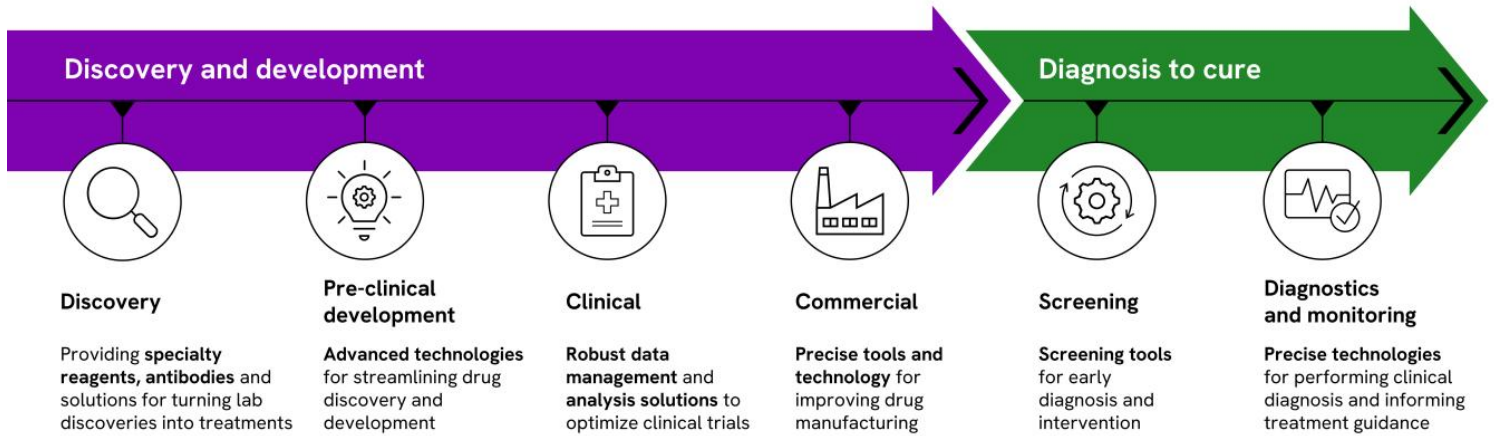 Discovery and development
Diagnosis to cure
Discovery
Providing specialty
reagents, antibodies and
solutions for turning lab
discoveries into treatments
Pre-clinical
development
Advanced technologies
for streamlining drug
discovery and
development
Clinical
Robust data
management and
analysis solutions to
optimize clinical trials
Commercial
Precise tools and
technology for
improving drug
manufacturing
Screening
Screening tools
for early
diagnosis and
intervention
Diagnostics
and monitoring
Precise technologies
for performing clinical
diagnosis and informing
treatment guidance